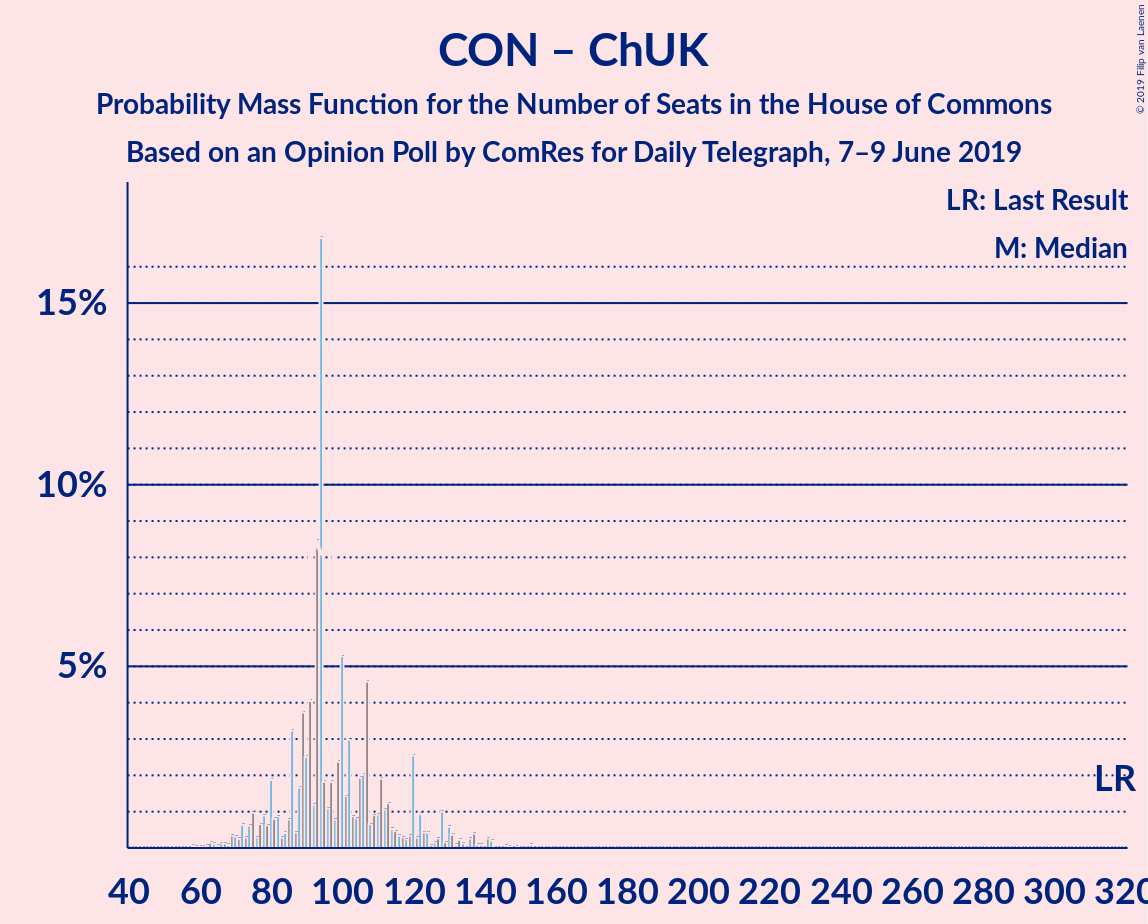 CON – ChUK
Probability Mass Function for the Number of Seats in the House of Commons
Based on an Opinion Poll by ComRes for Daily Telegraph, 7–9 June 2019
© 2019 Filip van Laenen
LR: Last Result
M: Median
15%
10%
5%
LR
40 60 80 100 120 140 160 180 200 220 240 260 280 300 320